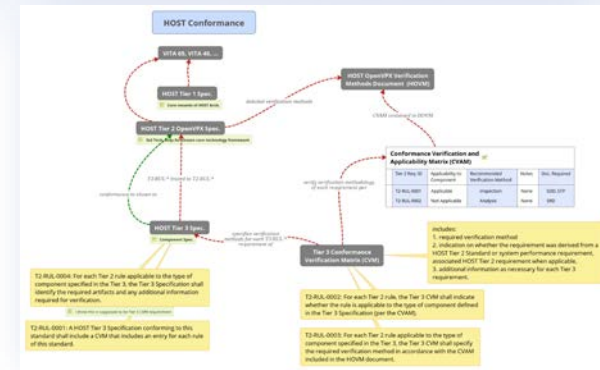 HOST Conformance
VITA 65, VITA 46, ...
HOST Tier 1 Spec.
Core tenants of HOST lexis.
HOST Tier 2 OpenVPX Spec.
HOST OpenVPX Verification
Methods Document (HOVM)
detailed verification methods
CVAM contained in HOVM
Conformance Verification and
Applicability Matrix (CVAM)
Tier 2 Req ID
Applicability to
Component
Recommended
Verification Method
Notes
Doc. Required
T2-RUL-0001
Applicable
Inspection
None
T2-RUL-0002
Not Applicable
Analysis
None
SRD
verify verification methodology
of each requirement per
conformance is shown to
HOST Tier 3 Spec.
Component Spec.
specifies verification
methods for each T3-RUL-*
requirement of
Tier 3 Conformance
Verification Matrix (CVM)
includes:
1. required verification method
2. indication on whether the requirement was derived from a
HOST Tier 2 Standard or system performance requirement,
associated HOST Tier 2 requirement when applicable.
3. additional information as necessary for each Tier 3
requirement.
T2-RUL-0004: For each Tier 2 rule applicable to the type of
component specified in the Tier 3, the Tier 3 Specification shall
identify the required artifacts and any additional information
required for verification.
T2-RUL-0001: A HOST Tier 3 Specification conforming to this
standard shall include a CVM that includes an entry for each rule
of this standard.
T2-RUL-0002: For each Tier 2 rule, the Tier 3 CVM shall indicate
whether the rule is applicable to the type of component defined
in the Tier 3 Specification (per the CVAM).
T2-RUL-0003: For each Tier 2 rule applicable to the type of
component specified in the Tier 3, the Tier 3 CVM shall specify
the required verification method in accordance with the CVAM
included in the HOVM document.